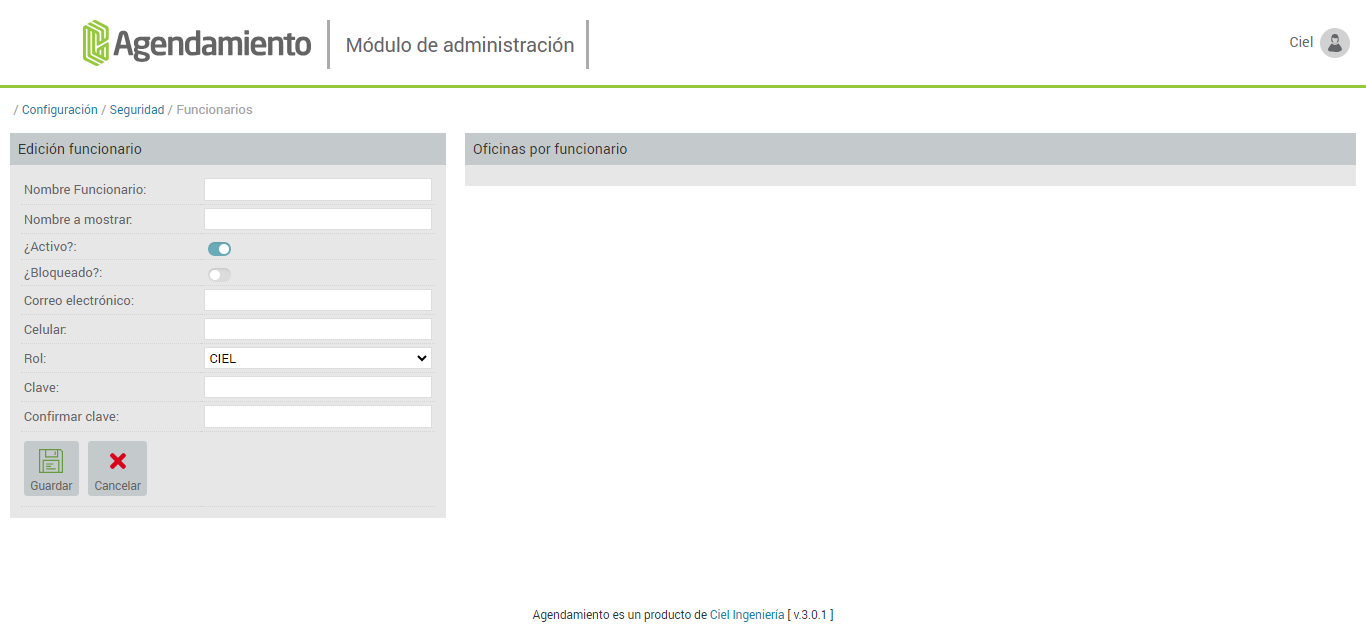 Agendamiento
Módulo de administración
Ciel
/ Configuración / Seguridad / Funcionarios
Edición funcionario
Nombre Funcionario:
Nombre a mostrar:
¿Activo?:
¿Bloqueado?:
Correo electrónico:
Celular:
Rol:
CIEL
Clave:
Confirmar clave:
Guardar
Cancelar
Oficinas por funcionario
Agendamiento es un producto de Ciel Ingeniería [ v.3.0.1 ]